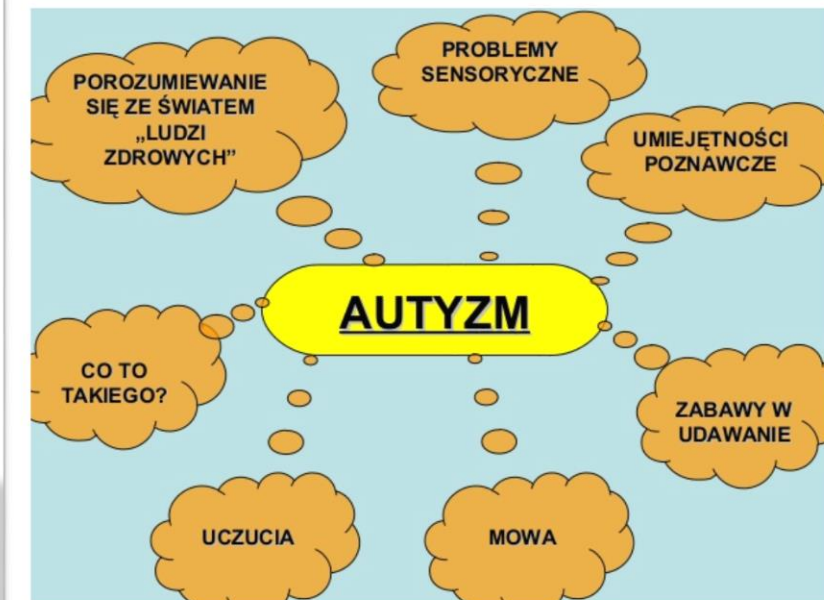 POROZUMIEWANIE
SIĘ ZE ŚWIATEM
„LUDZI
ZDROWYCH”
PROBLEMY
SENSORYCZNE
UMIEJĘTNOŚCI
POZNAWCZE
AUTYZM
CO TO
TAKIEGO?
ZABAWY W
UDAWANIE
UCZUCIA
MOWA